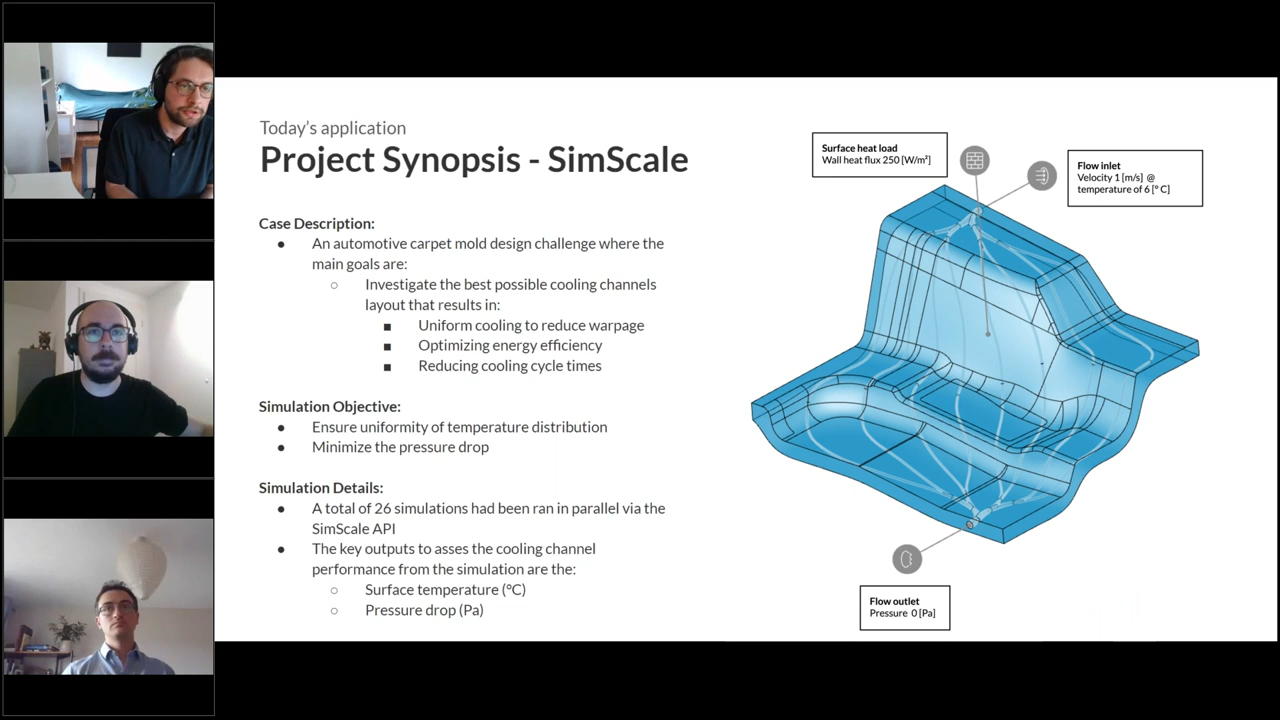 Today's application
Project Synopsis - SimScale
Case Description:
● An automotive carpet mold design challenge where the
main goals are:
○ Investigate the best possible cooling channels
layout that results in:
■ Uniform cooling to reduce warpage
■ Optimizing energy efficiency
■ Reducing cooling cycle times
Simulation Objective:
● Ensure uniformity of temperature distribution
● Minimize the pressure drop
Simulation Details:
● A total of 26 simulations had been ran in parallel via the
SimScale API
● The key outputs to asses the cooling channel
performance from the simulation are the:
○ Surface temperature (°C)
○ Pressure drop (Pa)
Surface heat load
Wall heat flux 250 [W/m²]
Flow inlet
Velocity 1 [m/s] @
temperature of 6 [° C]
Flow outlet
Pressure 0 [Pa]